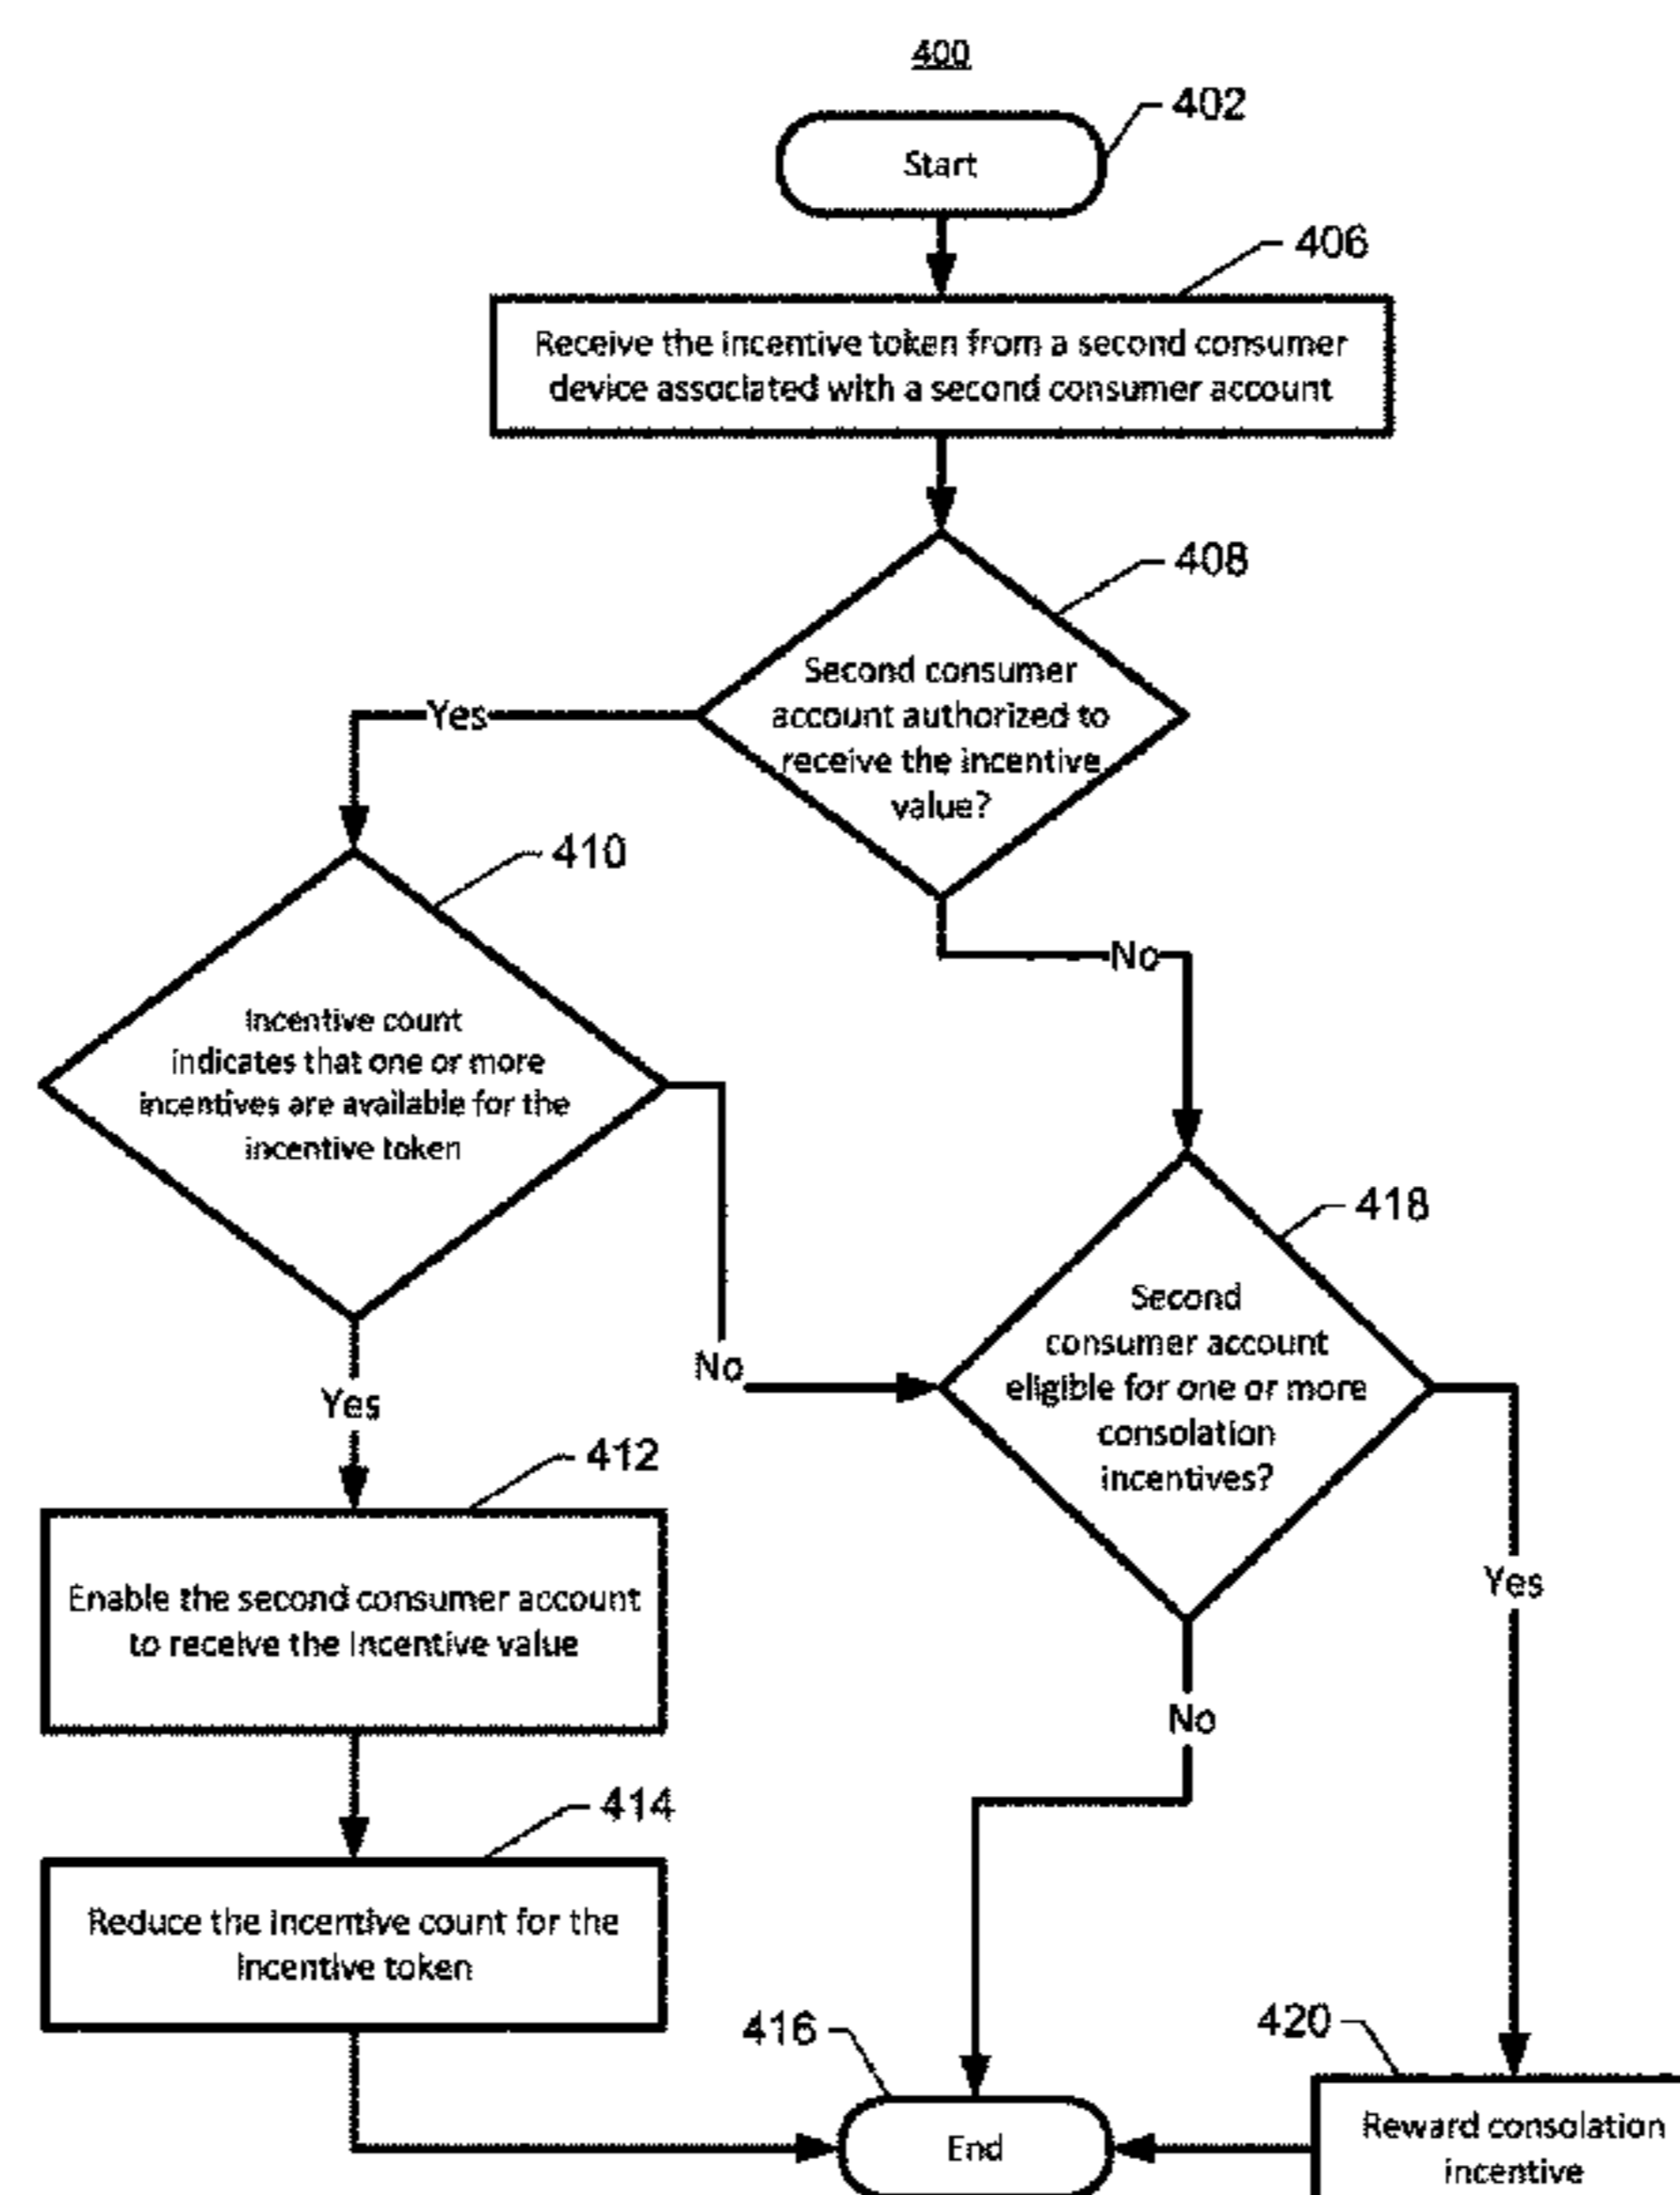 400
402
Start
406
Receive the incentive token from a second consumer
device associated with a second consumer account
408
Second consumer
account authorized to
receive the incentive
value?
Yes
No
410
Incentive count
indicates that one or more
incentives are available for the
incentive token
No
Yes
418
Second
consumer account
eligible for one or more
consolation
incentives?
Yes
No
412
Enable the second consumer account
to receive the incentive value
414
Reduce the incentive count for the
incentive token
416
End
420
Reward consolation
incentive